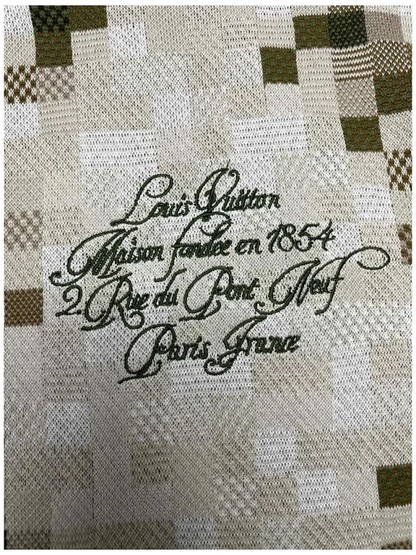 Louis Vuitton
Maison fondée en 1854
2 Rue du Pont Neuf
Paris, France